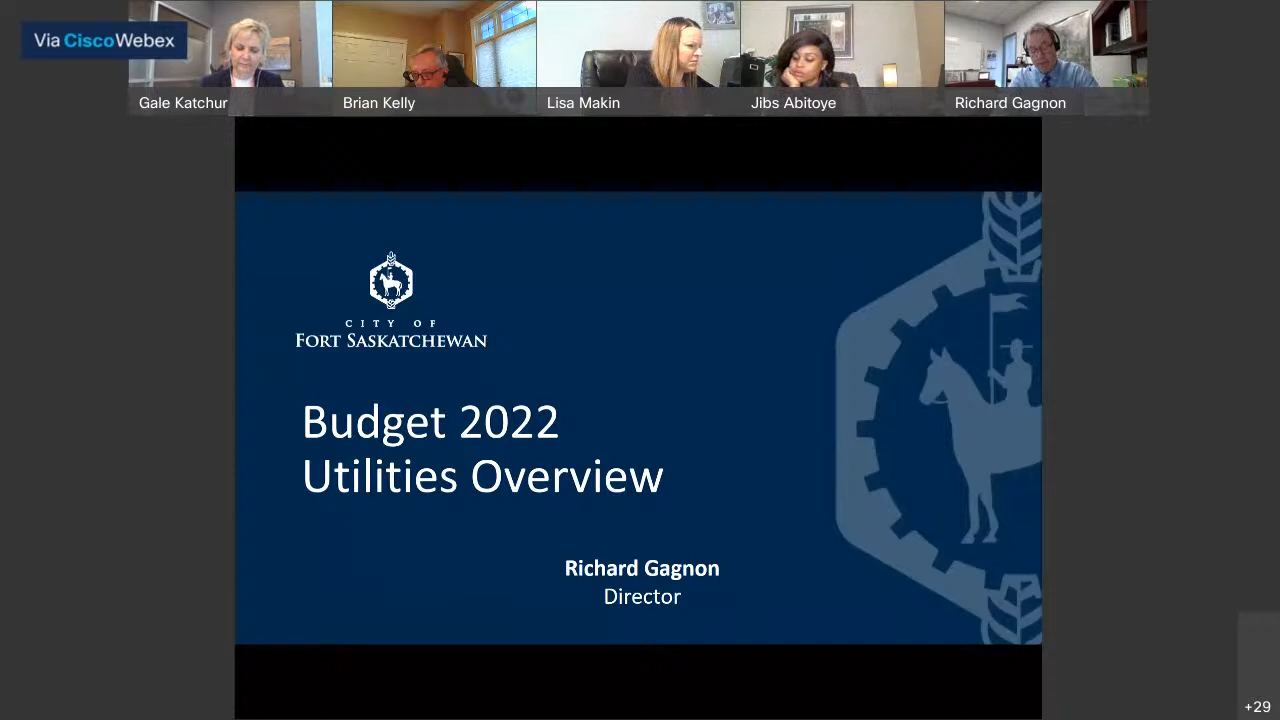 Via CiscoWebex
Gale Katchur
Brian Kelly
Lisa Makin
Jibs Abitoye
Richard Gagnon
CITY OF
FORT SASKATCHEWAN
Budget 2022
Utilities Overview
Richard Gagnon
Director
+29